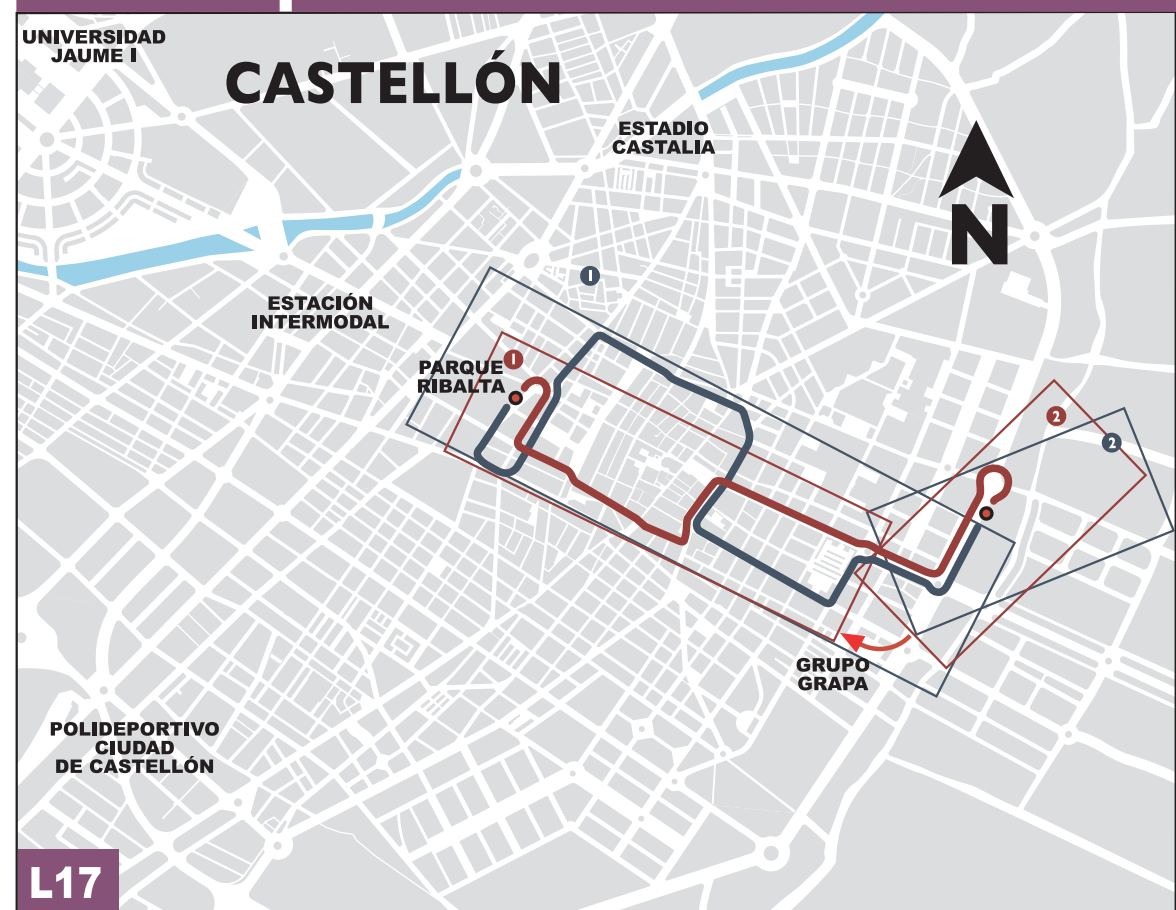 UNIVERSIDAD
JAUME I
CASTELLÓN
ESTADIO
CASTALIA
N
1
ESTACIÓN
INTERMODAL
1
PARQUE
RIBALTA
2
2
GRUPO
GRAPA
POLIDEPORTIVO
CIUDAD
DE CASTELLÓN
L17